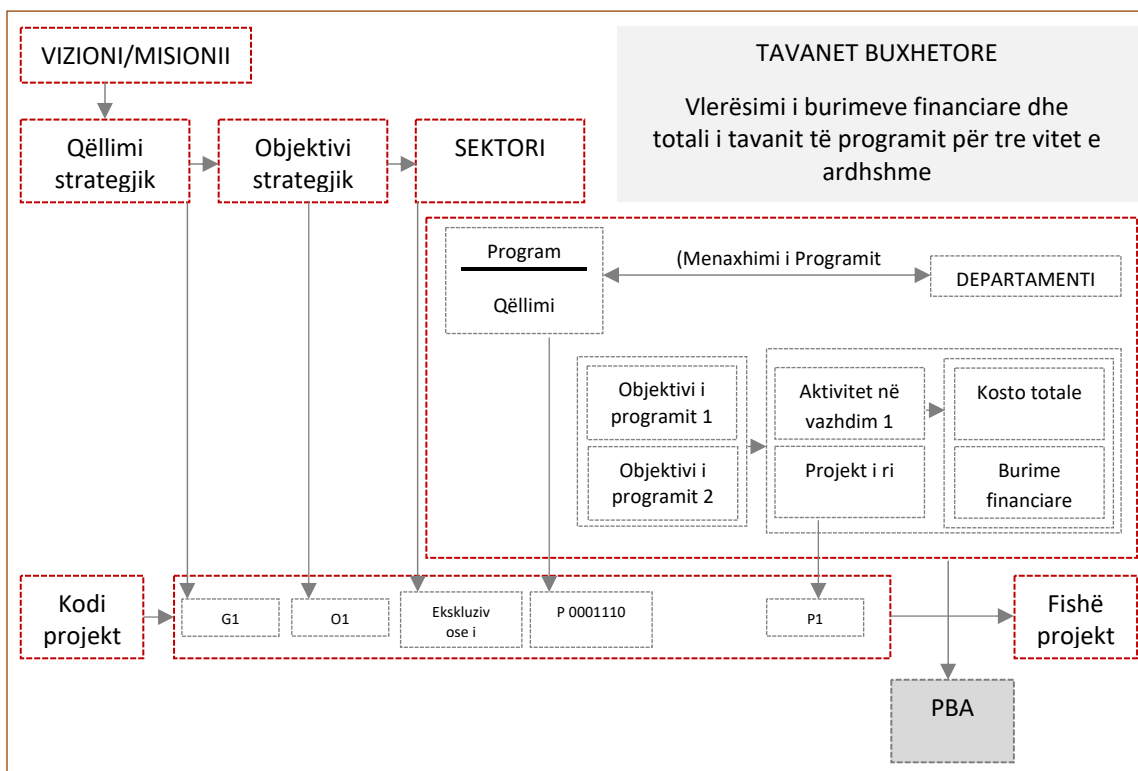 VIZIONI/MISIONII
TAVANET BUXHETORE
Vlerësimi i burimeve financiare dhe
totali i tavanit të programit për tre vitet e
ardhshme
Qëllimi
strategjik
Objektivi
strategjik
SEKTORI
Program
Qëllimi
(Menaxhimi i Programit
DEPARTAMENTI
Objektivi i
programit 1
Objektivi i
programit 2
Aktivitet në
vazhdim 1
Projekt i ri
Kosto totale
Burime
financiare
Kodi
projekt
G1
O1
Ekskluziv
ose i
P 0001110
P1
Fishë
projekt
PBA